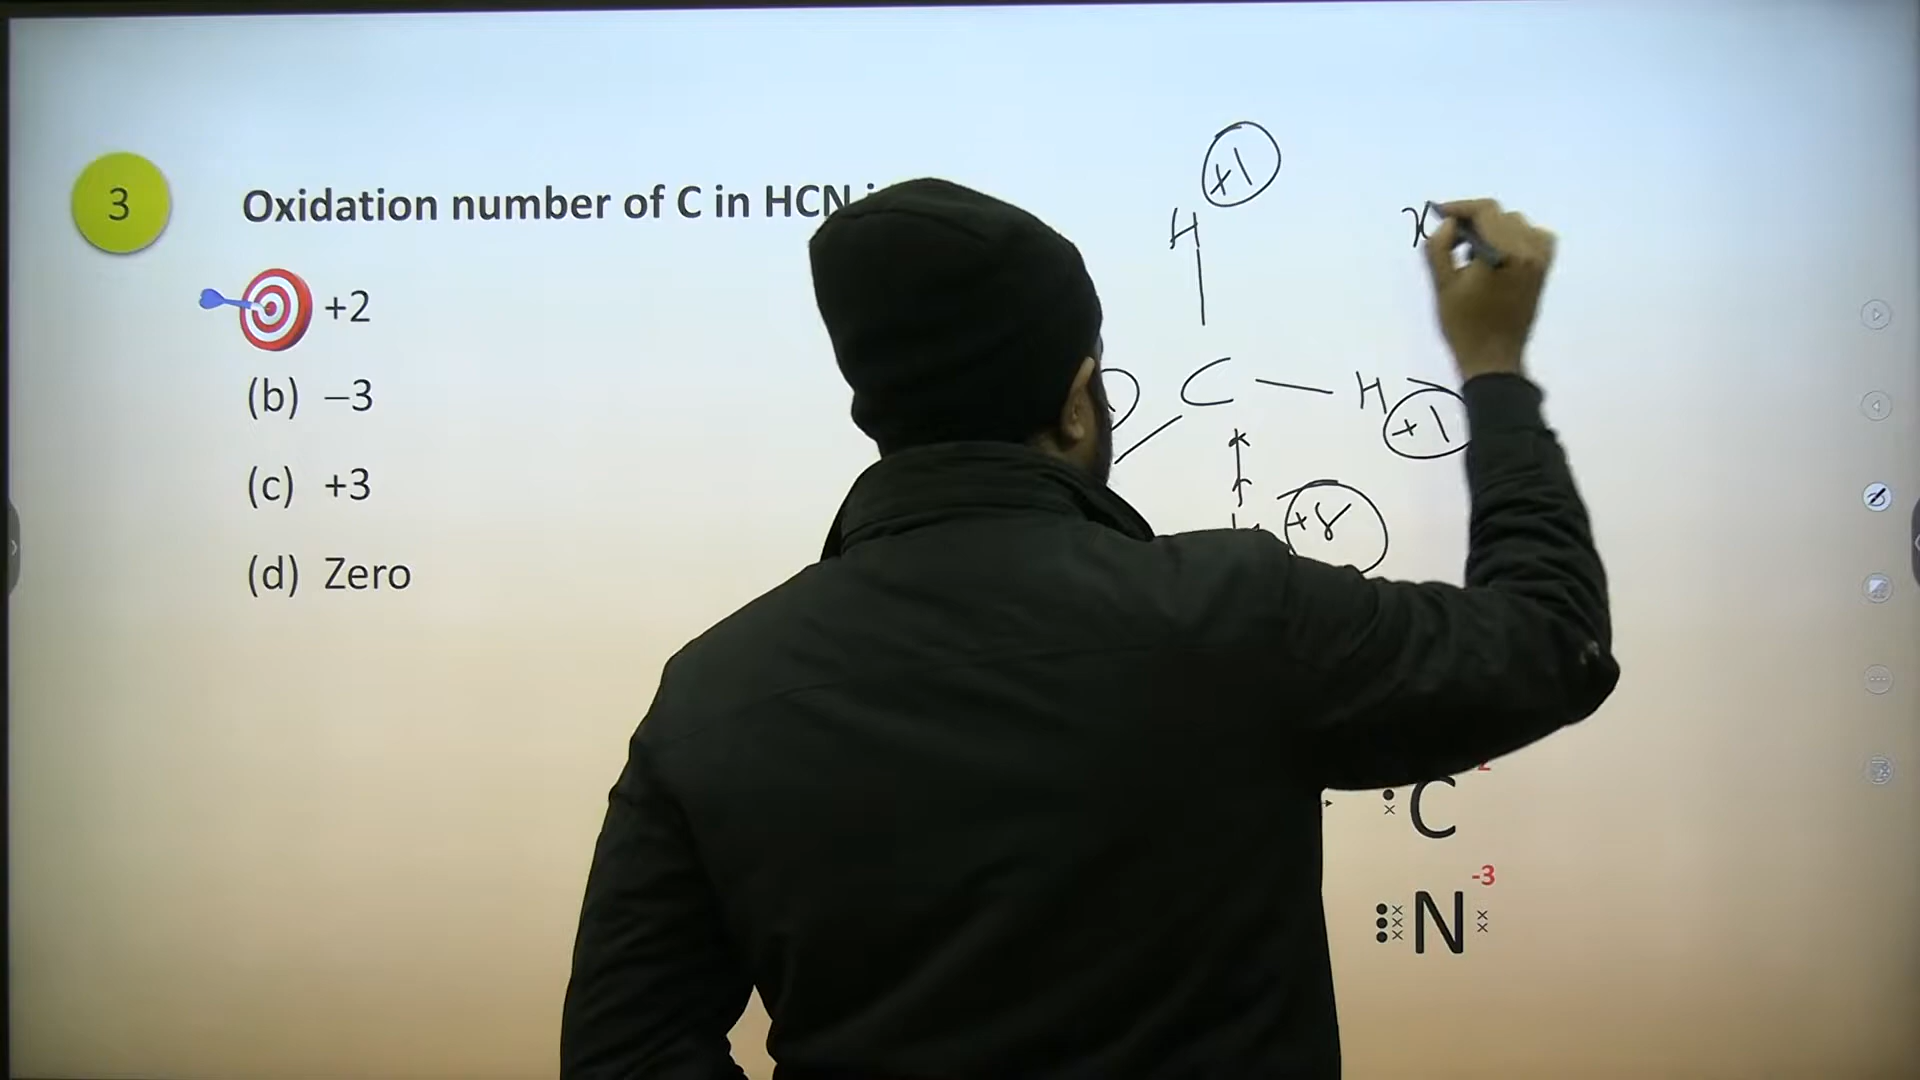 3
Oxidation number of C in HCN
+2
(b) –3
(c) +3
(d) Zero
+1
H
x
C — H
+1
+8
C
-3
N